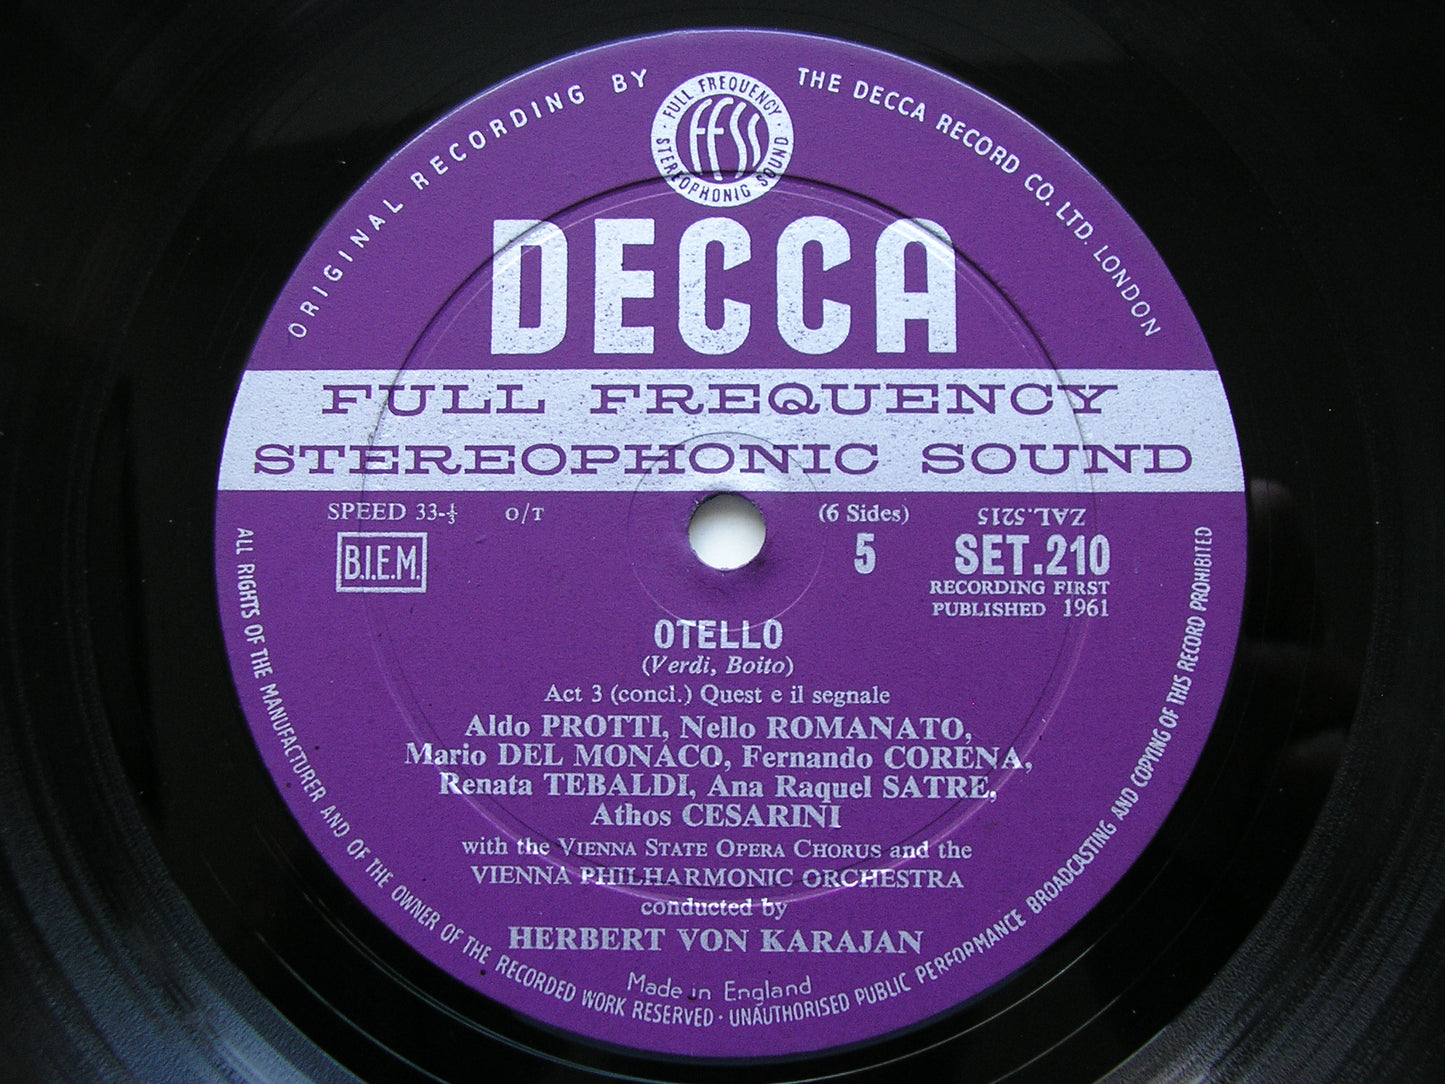 ORIGINAL RECORDING BY
THE DECCA RECORD CO. LTD. LONDON
FULL FREQUENCY
FFSS
STEREOPHONIC SOUND
DECCA
FULL FREQUENCY
STEREOPHONIC SOUND
SPEED 33-⅓ O/T (6 Sides) ZAL.5215
B.I.E.M. 5 SET.210
RECORDING FIRST
PUBLISHED 1961
OTELLO
(Verdi, Boito)
Act 3 (concl.) Quest e il segnale
Aldo PROTTI, Nello ROMANATO,
Mario DEL MONACO, Fernando CORENA,
Renata TEBALDI, Ana Raquel SATRE,
Athos CESARINI
with the VIENNA STATE OPERA CHORUS and the
VIENNA PHILHARMONIC ORCHESTRA
conducted by
HERBERT VON KARAJAN
Made in England
ALL RIGHTS OF THE MANUFACTURER AND OF THE OWNER OF THE RECORDED WORK RESERVED · UNAUTHORISED PUBLIC PERFORMANCE BROADCASTING AND COPYING OF THIS RECORD PROHIBITED